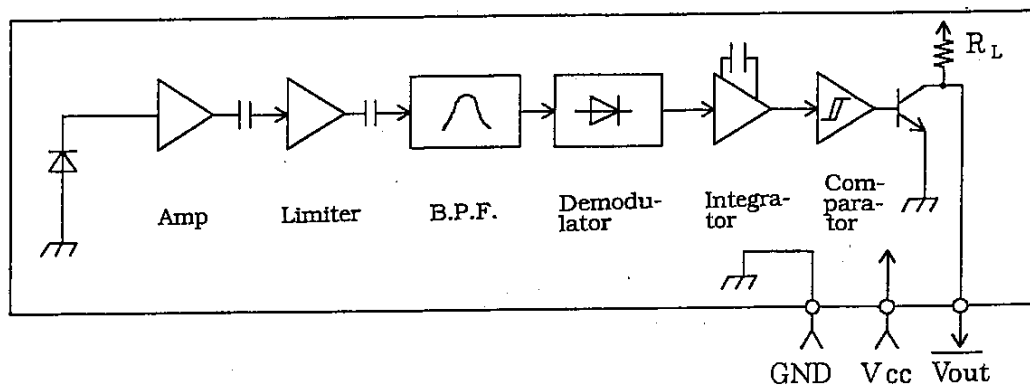 R L
Amp
Limiter
B.P.F.
Demodu-
lator
Integra-
tor
Com-
para-
tor
GND
Vcc
Vout